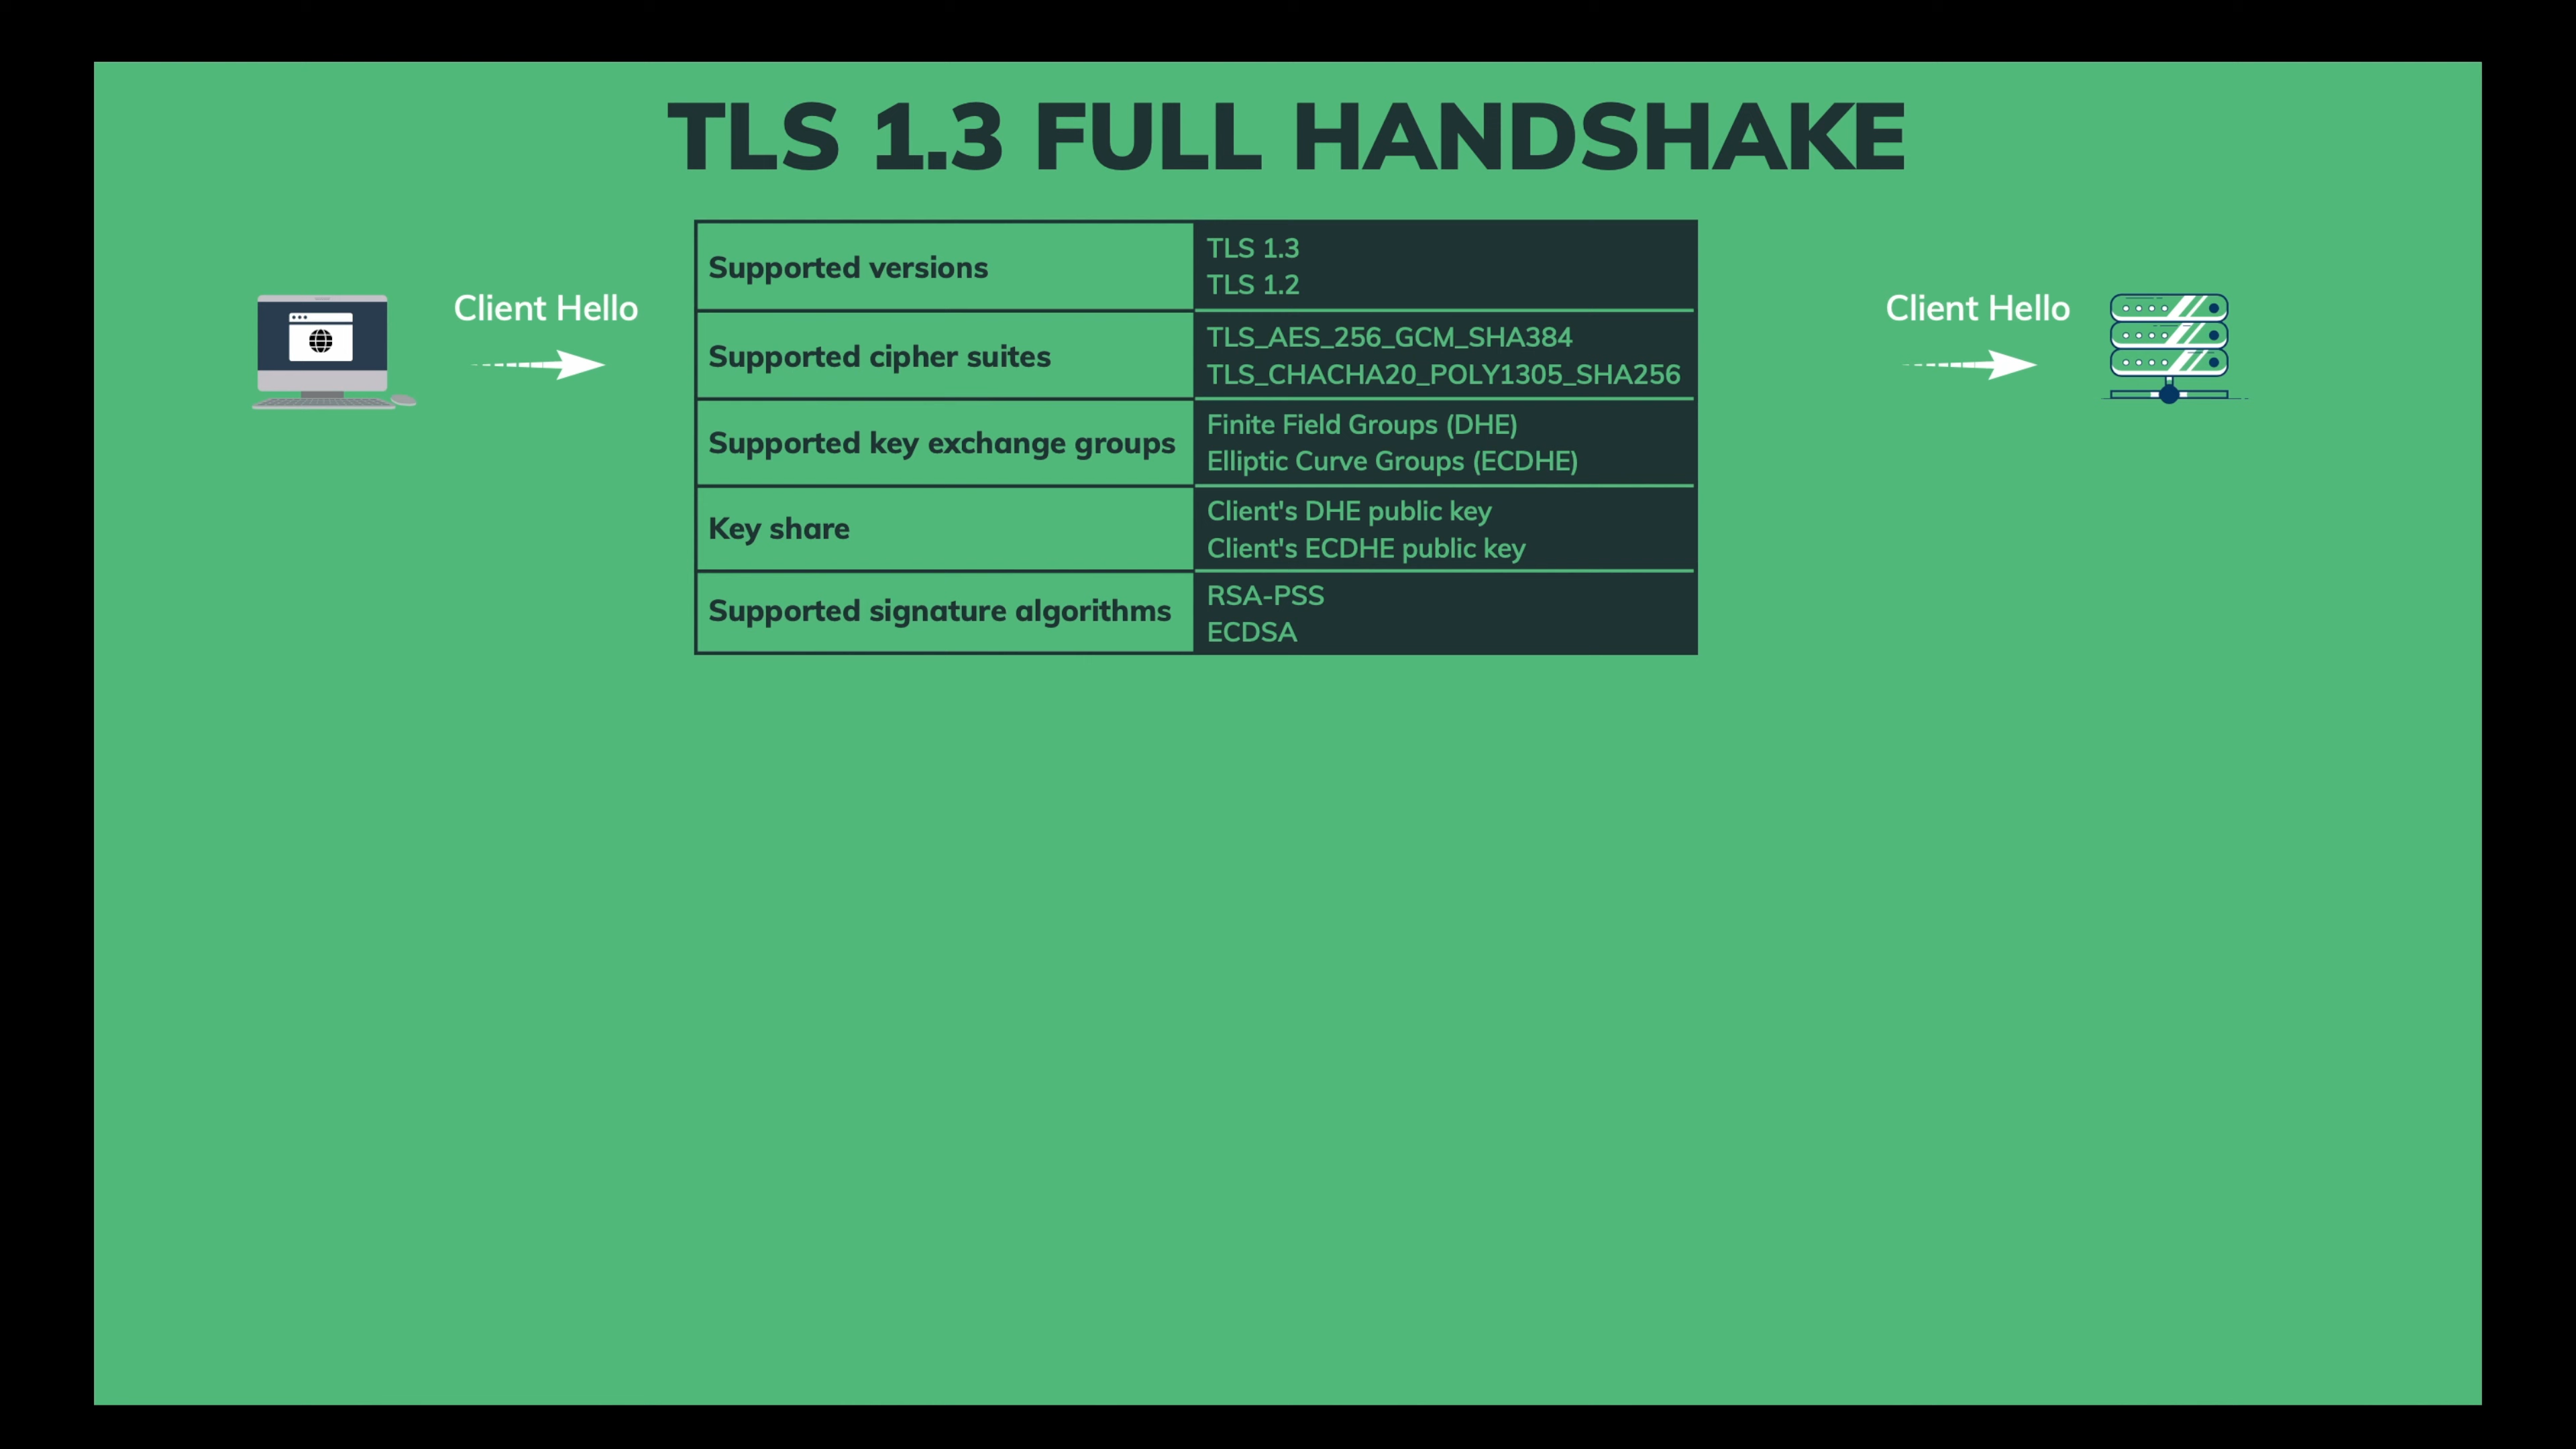 TLS 1.3 FULL HANDSHAKE
Client Hello
Supported versions
TLS 1.3
TLS 1.2
Supported cipher suites
TLS_AES_256_GCM_SHA384
TLS_CHACHA20_POLY1305_SHA256
Supported key exchange groups
Finite Field Groups (DHE)
Elliptic Curve Groups (ECDHE)
Key share
Client's DHE public key
Client's ECDHE public key
Supported signature algorithms
RSA-PSS
ECDSA
Client Hello